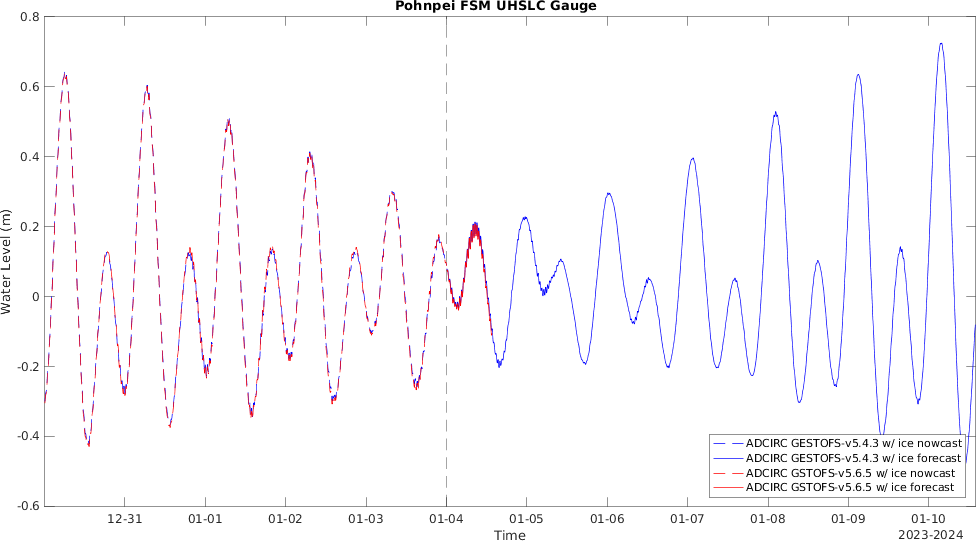 Pohnpei FSM UHSLC Gauge
0.8
0.6
0.4
0.2
0
-0.2
-0.4
-0.6
Water Level (m)
12-31 01-01 01-02 01-03 01-04 01-05 01-06 01-07 01-08 01-09 01-10
Time
2023-2024
ADCIRC GESTOFS-v5.4.3 w/ ice nowcast
ADCIRC GESTOFS-v5.4.3 w/ ice forecast
ADCIRC GSTOFS-v5.6.5 w/ ice nowcast
ADCIRC GSTOFS-v5.6.5 w/ ice forecast